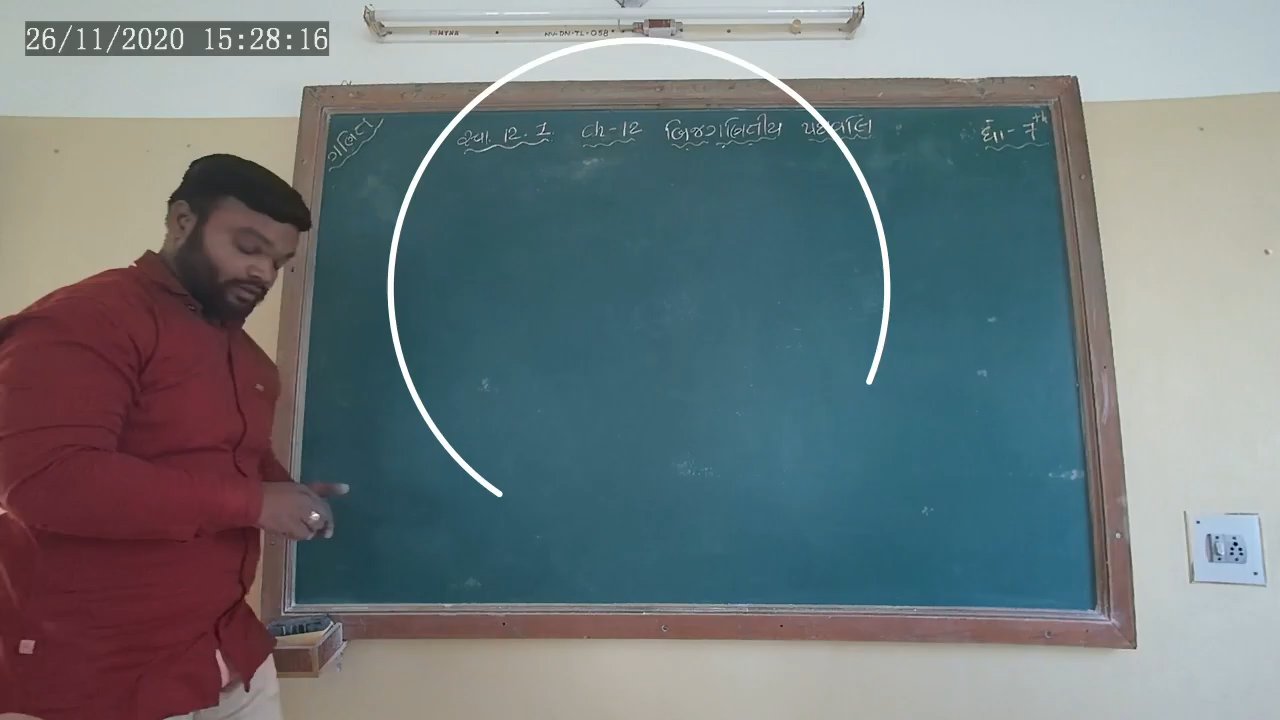 26/11/2020 15:28:16
ગણિત
સ્વા. 12.1 ch-12 બિજગણિતીય પદાવલિ ધો-7th